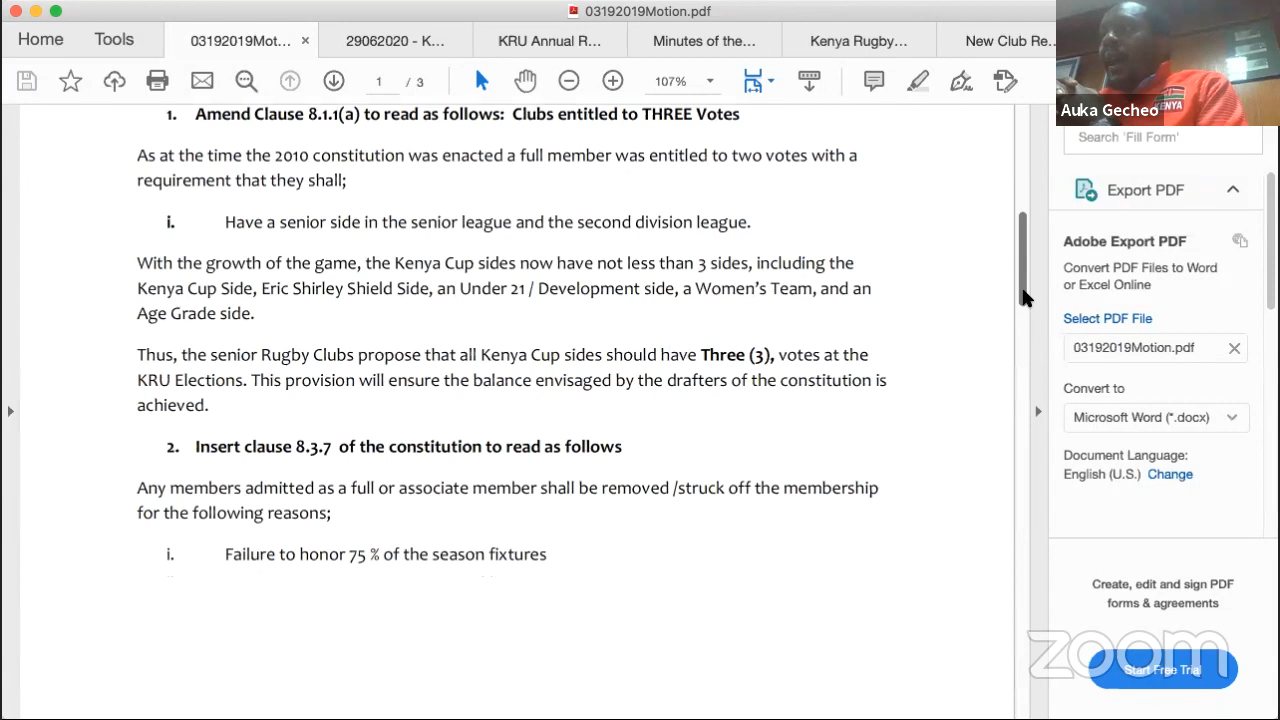 03192019Motion.pdf
Home
Tools
03192019Mot... ×
29062020 - K...
KRU Annual R...
Minutes of the...
Kenya Rugby...
New Club Re...
1 / 3
107%
Auka Gecheo
KENYA
1. Amend Clause 8.1.1(a) to read as follows: Clubs entitled to THREE Votes
As at the time the 2010 constitution was enacted a full member was entitled to two votes with a
requirement that they shall;
i. Have a senior side in the senior league and the second division league.
With the growth of the game, the Kenya Cup sides now have not less than 3 sides, including the
Kenya Cup Side, Eric Shirley Shield Side, an Under 21 / Development side, a Women's Team, and an
Age Grade side.
Thus, the senior Rugby Clubs propose that all Kenya Cup sides should have Three (3), votes at the
KRU Elections. This provision will ensure the balance envisaged by the drafters of the constitution is
achieved.
2. Insert clause 8.3.7 of the constitution to read as follows
Any members admitted as a full or associate member shall be removed /struck off the membership
for the following reasons;
i. Failure to honor 75 % of the season fixtures
Search 'Fill Form'
Export PDF
Adobe Export PDF
Convert PDF Files to Word
or Excel Online
Select PDF File
03192019Motion.pdf
Convert to
Microsoft Word (*.docx)
Document Language:
English (U.S.) Change
Create, edit and sign PDF
forms & agreements
zoom
Start Free Trial